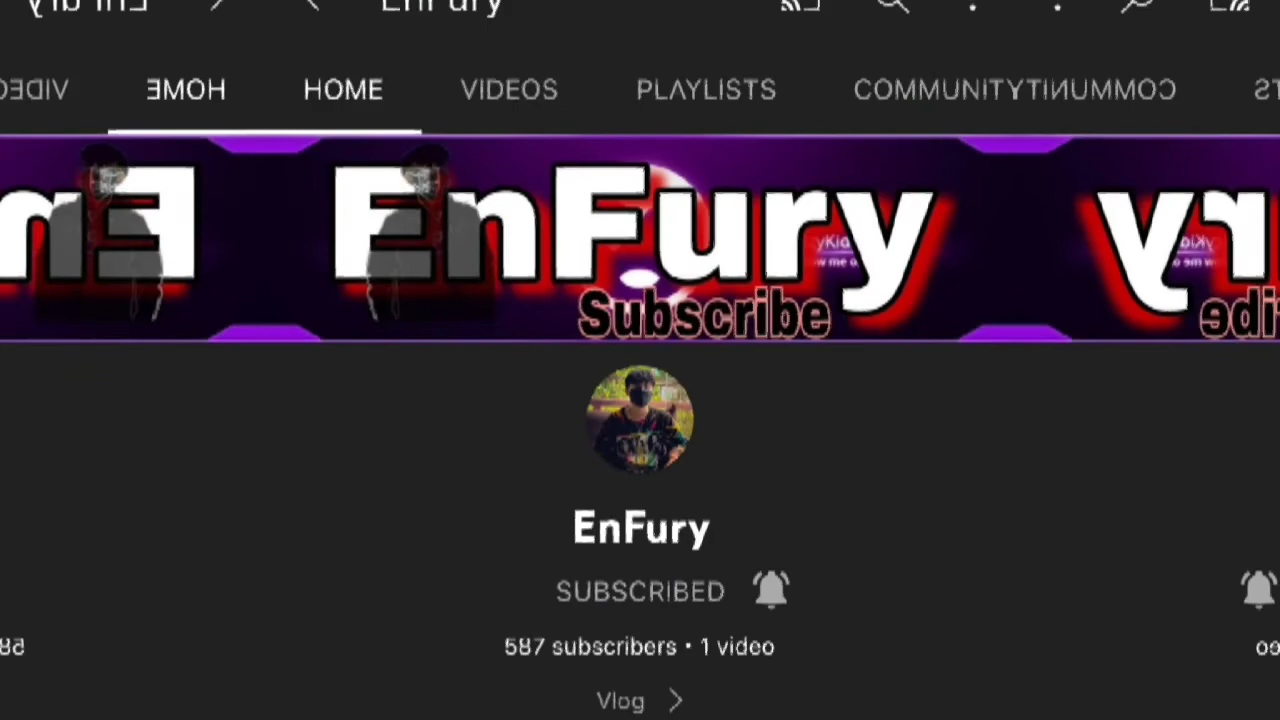 EnFury
HOME VIDEOS PLAYLISTS COMMUNITY
EnFury
Subscribe
EnFury
SUBSCRIBED
587 subscribers • 1 video
Vlog